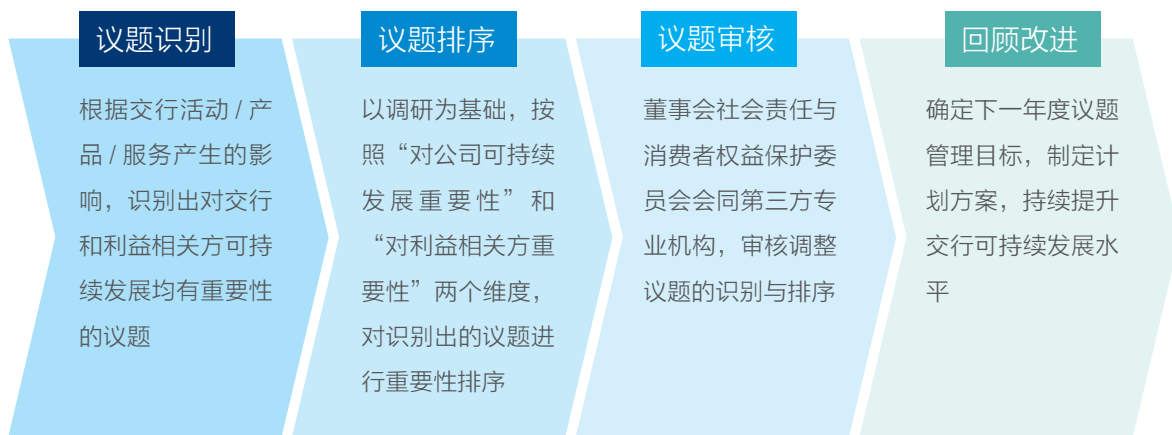 议题识别
根据交行活动 / 产
品 / 服务产生的影
响，识别出对交行
和利益相关方可持
续发展均有重要性
的议题
议题排序
以调研为基础，按
照“对公司可持续
发展重要性”和
“对利益相关方重
要性”两个维度，
对识别出的议题进
行重要性排序
议题审核
董事会社会责任与
消费者权益保护委
员会会同第三方专
业机构，审核调整
议题的识别与排序
回顾改进
确定下一年度议题
管理目标，制定计
划方案，持续提升
交行可持续发展水
平